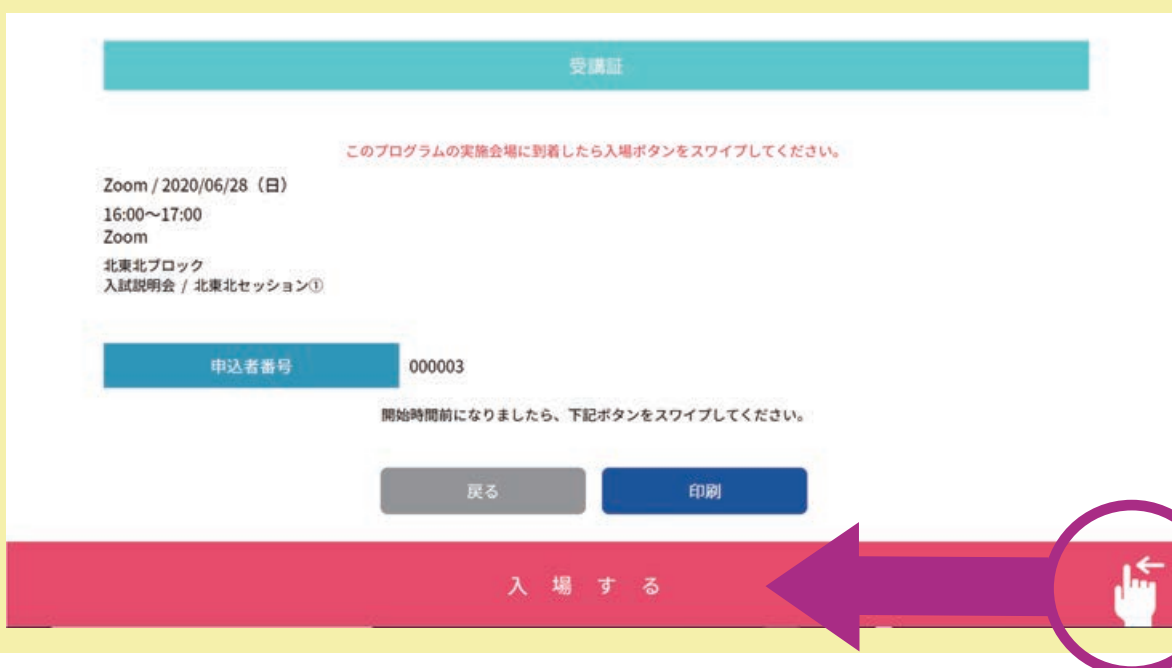 受講証
このプログラムの実施会場に到着したら入場ボタンをスワイプしてください。
Zoom / 2020/06/28（日）
16:00～17:00
Zoom
北東北ブロック
入試説明会 / 北東北セッション①
申込者番号 000003
開始時間前になりましたら、下記ボタンをスワイプしてください。
戻る 印刷
入場する